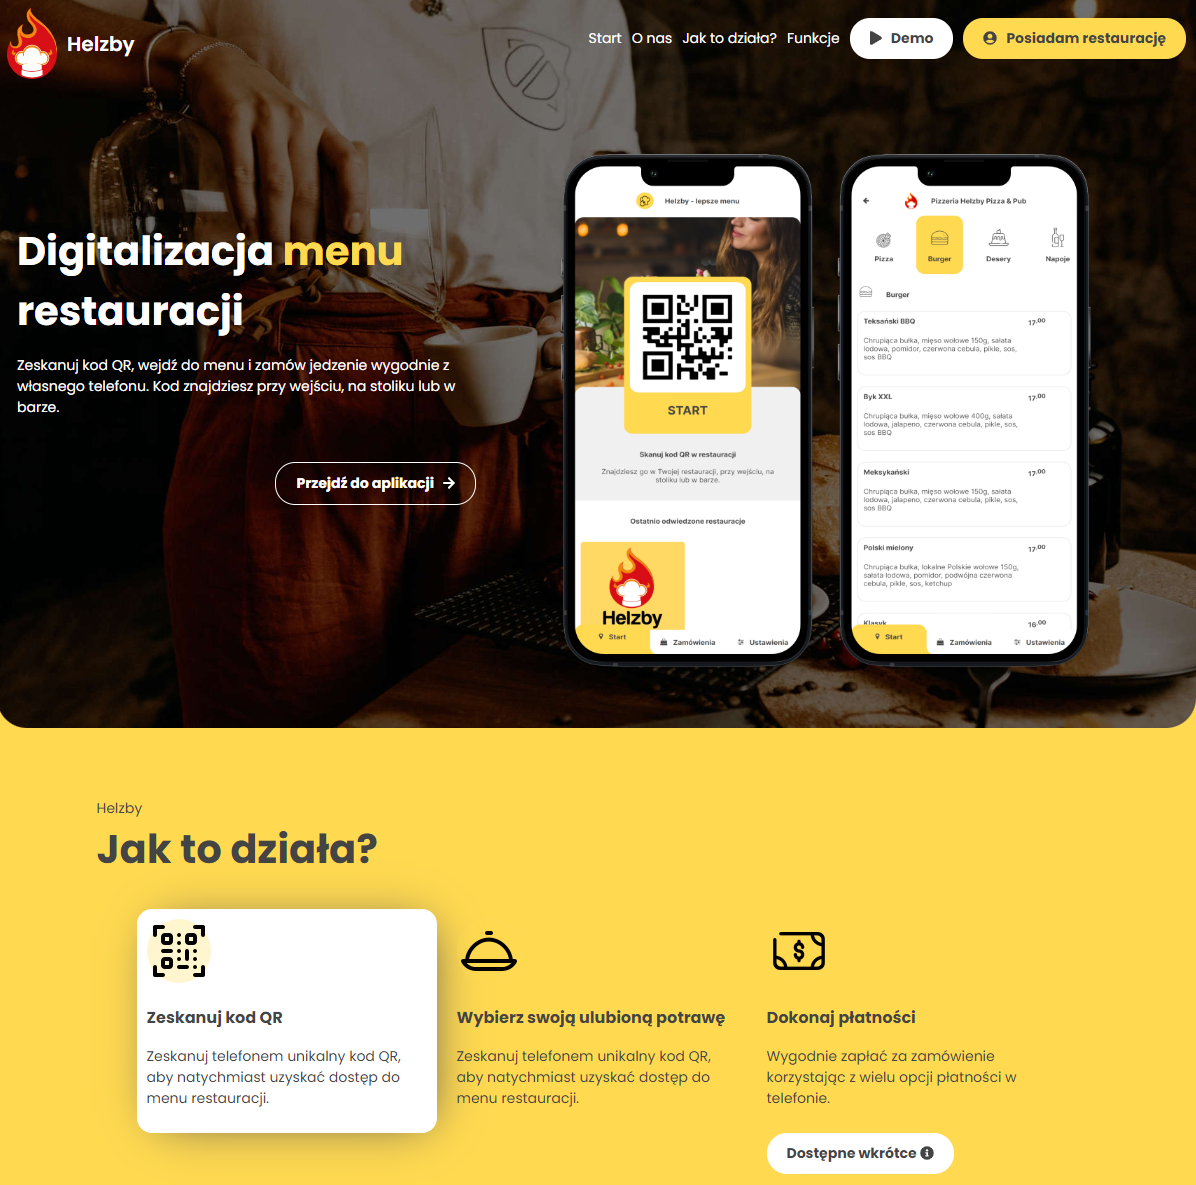 Helzby
Start O nas Jak to działa? Funkcje Demo Posiadam restaurację
Digitalizacja menu
restauracji
Zeskanuj kod QR, wejdź do menu i zamów jedzenie wygodnie z
własnego telefonu. Kod znajdziesz przy wejściu, na stoliku lub w
barze.
Przejdź do aplikacji
Helzby - lepsze menu
START
Skanuj kod QR w restauracji
Znajdziesz go w Twojej restauracji, przy wejściu, na
stoliku lub w barze.
Ostatnio odwiedzone restauracje
Helzby
Start Zamówienia Ustawienia
Pizzeria Helzby Pizza & Pub
Pizza Burger Desery Napoje
Burger
Teksański BBQ 17.00
Chrupiąca bułka, mięso wołowe 150g, sałata
lodowa, pomidor, czerwona cebula, pikle, sos,
sos BBQ
Byk XXL 17.00
Chrupiąca bułka, mięso wołowe 400g, sałata
lodowa, jalapeno, czerwona cebula, pikle, sos,
sos BBQ
Meksykański 17.00
Chrupiąca bułka, mięso wołowe 150g, sałata
lodowa, jalapeno, czerwona cebula, pikle, sos,
sos BBQ
Polski mielony 17.00
Chrupiąca bułka, lokalne Polskie wołowe 150g,
sałata lodowa, pomidor, podwójna czerwona
cebula, pikle, sos, ketchup
Klasyk 16.00
Start Zamówienia Ustawienia
Helzby
Jak to działa?
Zeskanuj kod QR
Zeskanuj telefonem unikalny kod QR,
aby natychmiast uzyskać dostęp do
menu restauracji.
Wybierz swoją ulubioną potrawę
Zeskanuj telefonem unikalny kod QR,
aby natychmiast uzyskać dostęp do
menu restauracji.
Dokonaj płatności
Wygodnie zapłać za zamówienie
korzystając z wielu opcji płatności w
telefonie.
Dostępne wkrótce